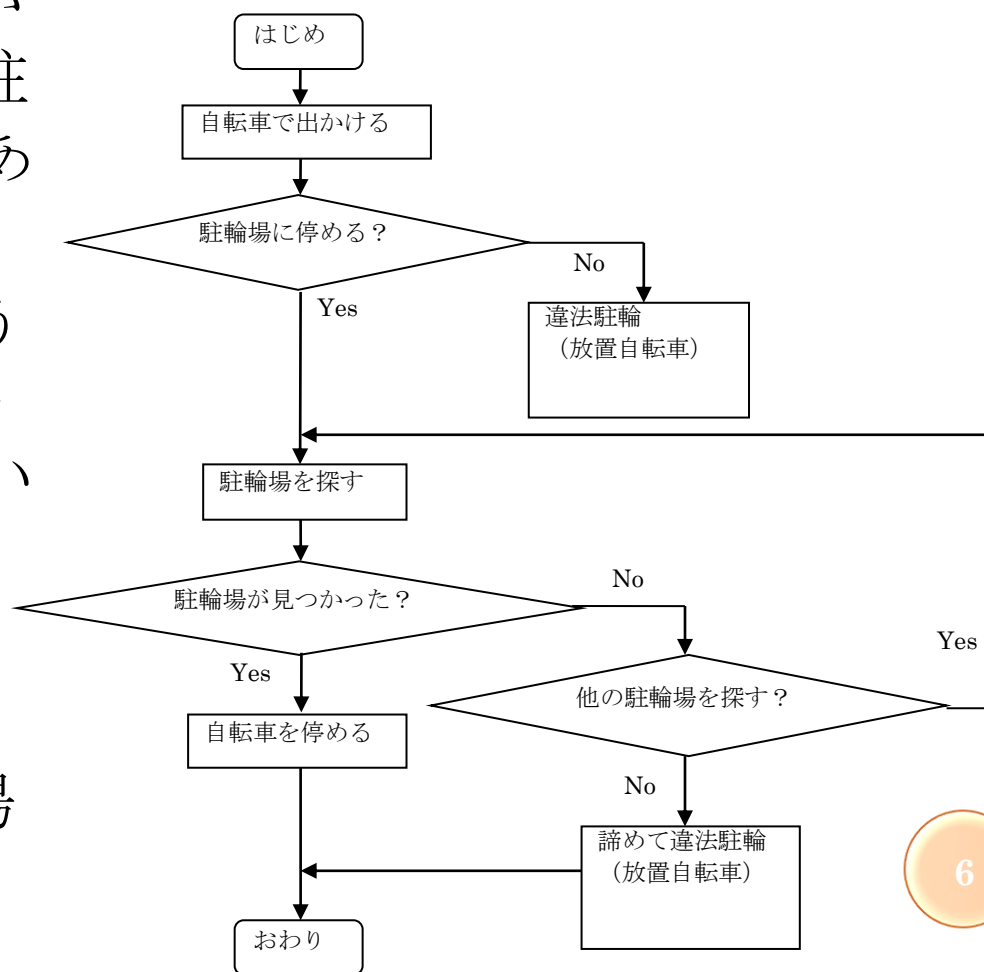 はじめ
自転車で出かける
駐輪場に停める？
No
Yes
違法駐輪
（放置自転車）
駐輪場を探す
駐輪場が見つかった？
No
Yes
他の駐輪場を探す？
Yes
自転車を停める
No
諦めて違法駐輪
（放置自転車）
6
おわり